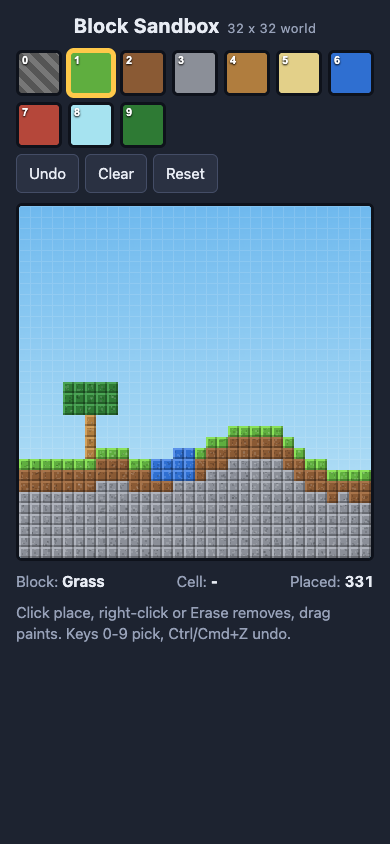 Block Sandbox 32 x 32 world
0 1 2 3 4 5 6
7 8 9
Undo Clear Reset
Block: Grass Cell: - Placed: 331
Click place, right-click or Erase removes, drag
paints. Keys 0-9 pick, Ctrl/Cmd+Z undo.